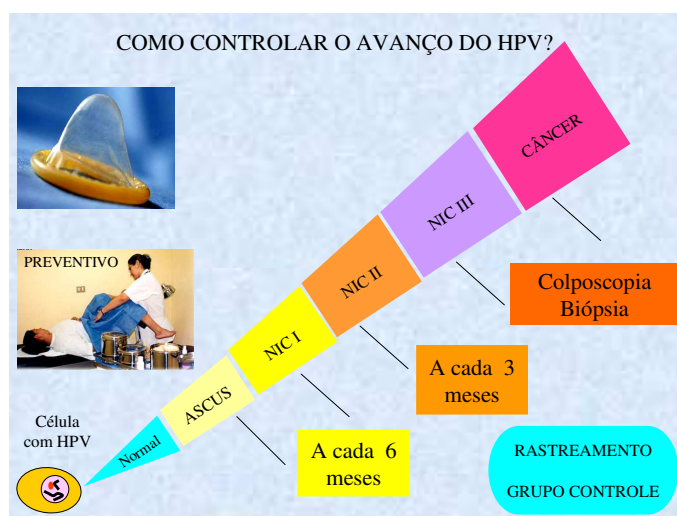 COMO CONTROLAR O AVANÇO DO HPV?
CÂNCER
NIC III
PREVENTIVO
NIC II
Colposcopia
Biópsia
NIC I
A cada 3
meses
ASCUS
Célula
com HPV
Normal
A cada 6
meses
RASTREAMENTO
GRUPO CONTROLE